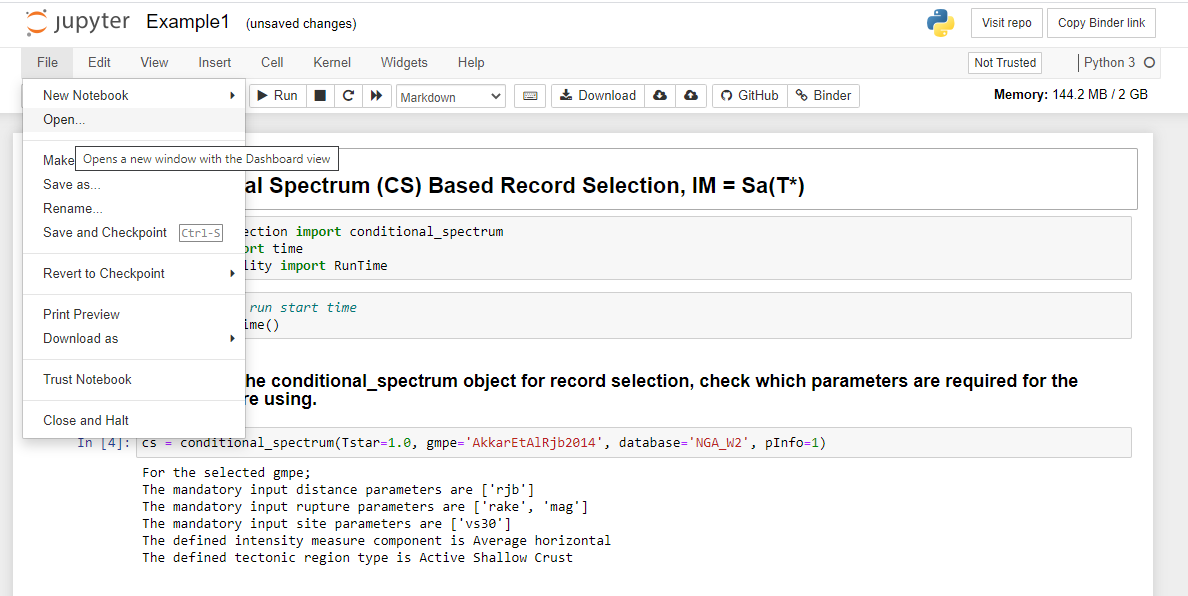 jupyter Example1 (unsaved changes)
Visit repo Copy Binder link
File Edit View Insert Cell Kernel Widgets Help
Not Trusted Python 3
New Notebook
Open...
Opens a new window with the Dashboard view
Make
Save as...
Rename...
Save and Checkpoint Ctrl-S
Revert to Checkpoint
Print Preview
Download as
Trust Notebook
Close and Halt
Run Markdown Download GitHub Binder
Memory: 144.2 MB / 2 GB
al Spectrum (CS) Based Record Selection, IM = Sa(T*)
ection import conditional_spectrum
ort time
lity import RunTime
run start time
ime()
he conditional_spectrum object for record selection, check which parameters are required for the
re using.
In [4]: cs = conditional_spectrum(Tstar=1.0, gmpe='AkkarEtAlRjb2014', database='NGA_W2', pInfo=1)
For the selected gmpe;
The mandatory input distance parameters are ['rjb']
The mandatory input rupture parameters are ['rake', 'mag']
The mandatory input site parameters are ['vs30']
The defined intensity measure component is Average horizontal
The defined tectonic region type is Active Shallow Crust